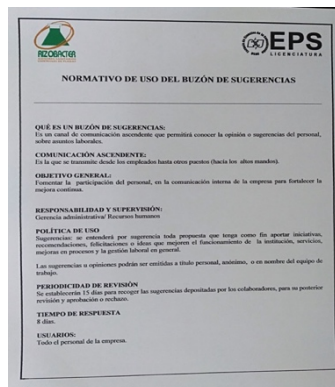 RIZOBACTER
EPS
LICENCIATURA
NORMATIVO DE USO DEL BUZÓN DE SUGERENCIAS
QUÉ ES UN BUZÓN DE SUGERENCIAS:
Es un canal de comunicación ascendente que permitirá conocer la opinión o sugerencias del personal,
sobre asuntos laborales.
COMUNICACIÓN ASCENDENTE:
Es la que se transmite desde los empleados hasta otros puestos (hacia los altos mandos).
OBJETIVO GENERAL:
Fomentar la participación del personal, en la comunicación interna de la empresa para fortalecer la
mejora continua.
RESPONSABILIDAD Y SUPERVISIÓN:
Gerencia administrativa/ Recursos humanos
POLÍTICA DE USO
Sugerencias: se entenderá por sugerencia toda propuesta que tenga como fin aportar iniciativas,
recomendaciones, felicitaciones o ideas que mejoren el funcionamiento de la institución, servicios,
mejoras en procesos y la gestión laboral en general.
Las sugerencias u opiniones podrán ser emitidas a título personal, anónimo, o en nombre del equipo de
trabajo.
PERIODICIDAD DE REVISIÓN
Se establecerán 15 días para recoger las sugerencias depositadas por los colaboradores, para su posterior
revisión y aprobación o rechazo.
TIEMPO DE RESPUESTA
8 días.
USUARIOS:
Todo el personal de la empresa.